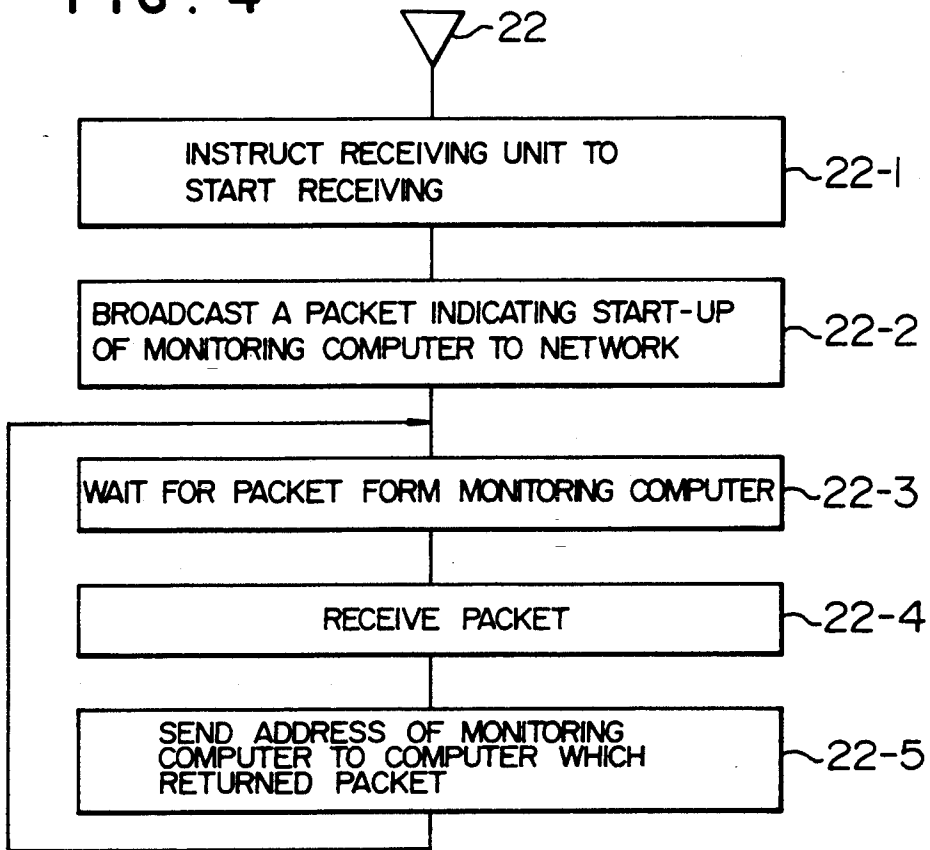 FIG. 4
22
INSTRUCT RECEIVING UNIT TO
START RECEIVING
22-1
BROADCAST A PACKET INDICATING START-UP
OF MONITORING COMPUTER TO NETWORK
22-2
WAIT FOR PACKET FORM MONITORING COMPUTER
22-3
RECEIVE PACKET
22-4
SEND ADDRESS OF MONITORING
COMPUTER TO COMPUTER WHICH
RETURNED PACKET
22-5